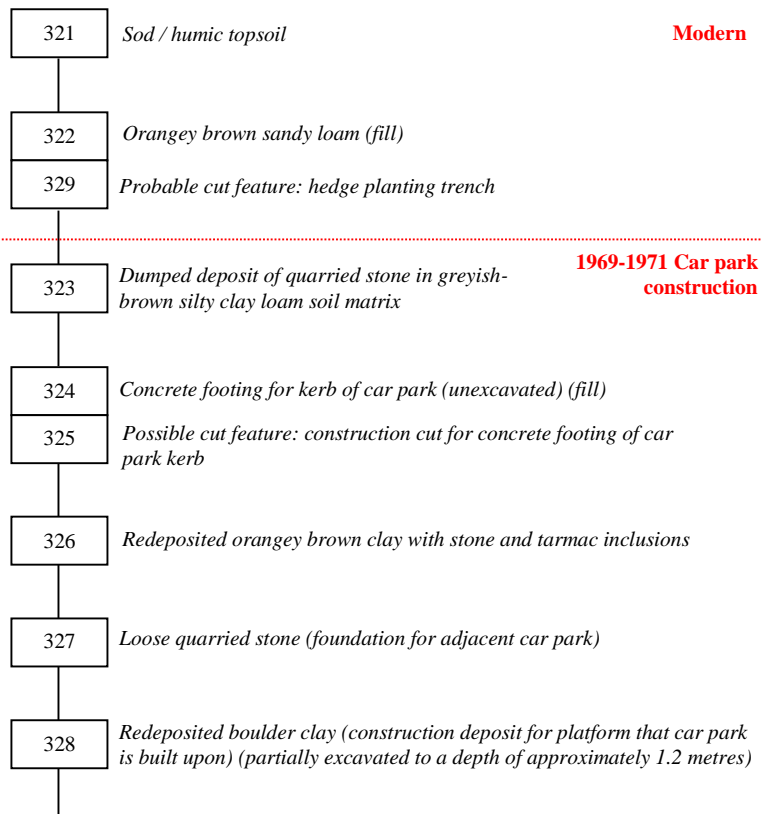 321
Sod / humic topsoil
Modern
322
Orangey brown sandy loam (fill)
329
Probable cut feature: hedge planting trench
1969-1971 Car park
construction
323
Dumped deposit of quarried stone in greyish-
brown silty clay loam soil matrix
324
Concrete footing for kerb of car park (unexcavated) (fill)
325
Possible cut feature: construction cut for concrete footing of car
park kerb
326
Redeposited orangey brown clay with stone and tarmac inclusions
327
Loose quarried stone (foundation for adjacent car park)
328
Redeposited boulder clay (construction deposit for platform that car park
is built upon) (partially excavated to a depth of approximately 1.2 metres)